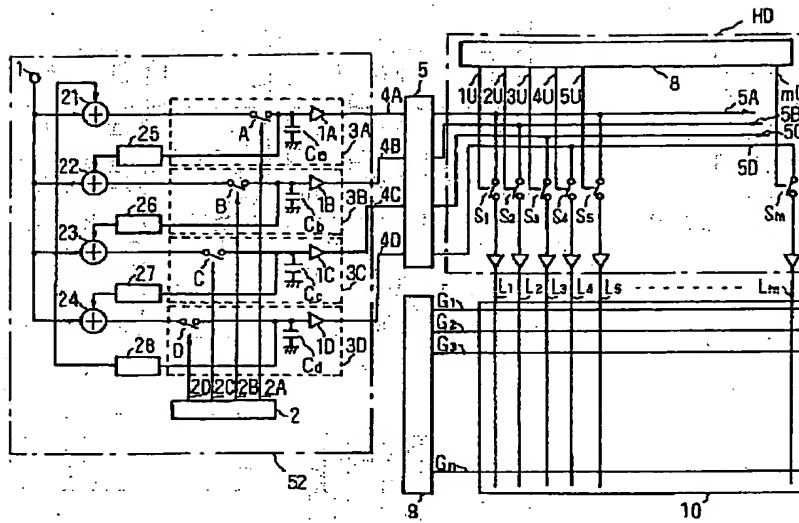 HD
1
21
5
8
1U 2U 3U 4U 5U
5A
5B
5D
25
A
1A
4A
Ca
3A
22
4B
26
B
1B
3B
4C
Cb
23
S1 S2 S3 S4 S5 Sm
27
C
1C
4D
Cc
3C
24
D
1D
L1 L2 L3 L4 L5 Lm
28
Cd
3D
G1
G2
G3
2D 2C 2B 2A
2
Gn
52
9
10